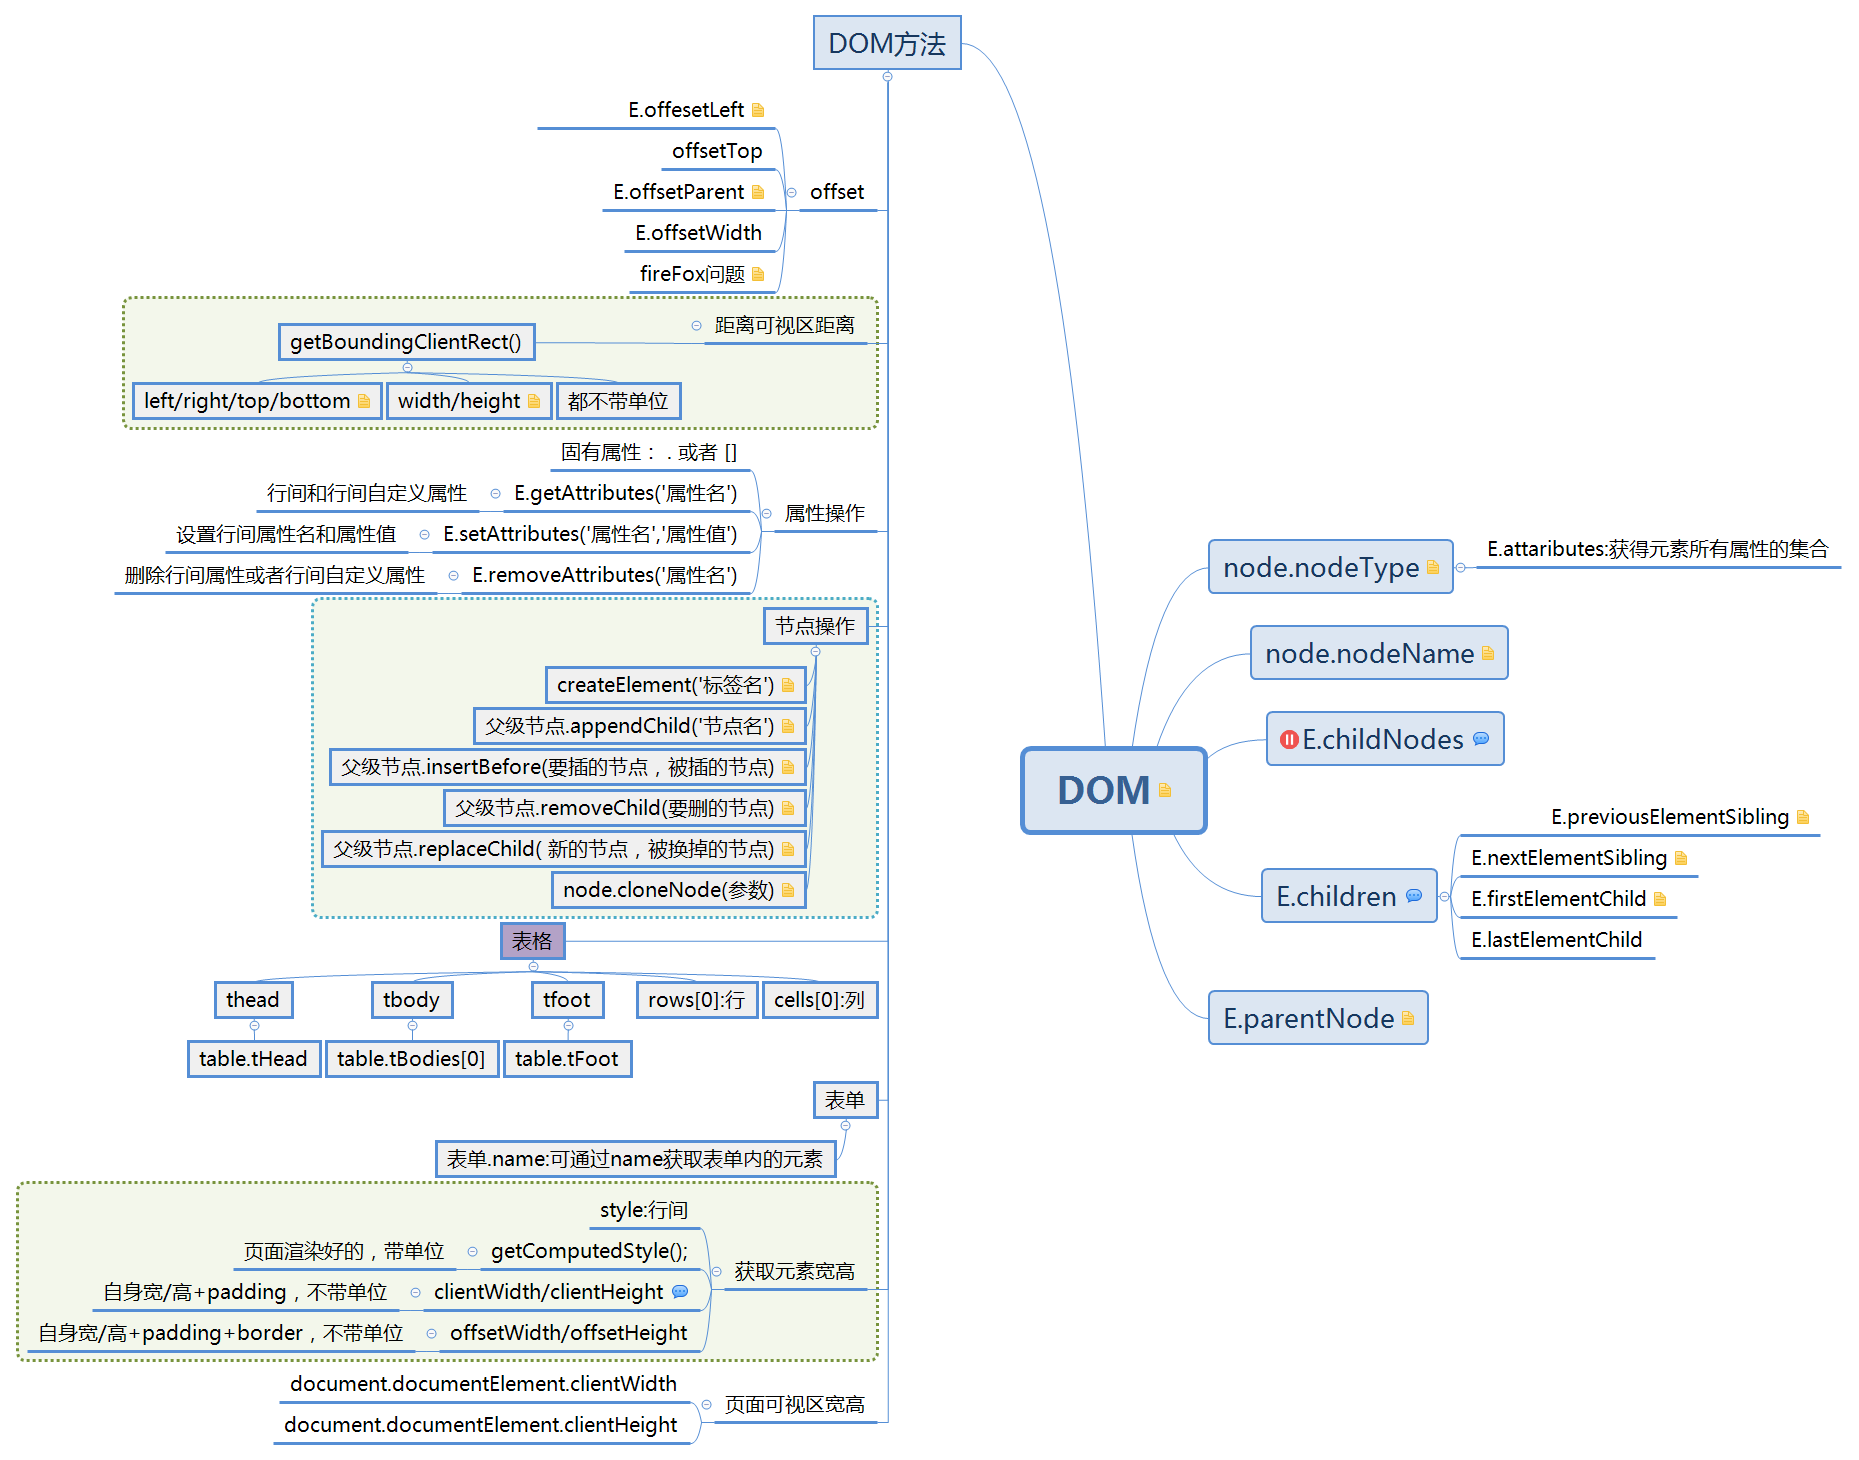 DOM方法
E.offesetLeft
offsetTop
E.offsetParent
E.offsetWidth
fireFox问题
offset
距离可视区距离
getBoundingClientRect()
left/right/top/bottom
width/height
都不带单位
固有属性：. 或者 []
行间和行间自定义属性
E.getAttributes('属性名')
设置行间属性名和属性值
E.setAttributes('属性名','属性值')
删除行间属性或者行间自定义属性
E.removeAttributes('属性名')
属性操作
节点操作
createElement('标签名')
父级节点.appendChild('节点名')
父级节点.insertBefore(要插的节点，被插的节点)
父级节点.removeChild(要删的节点)
父级节点.replaceChild( 新的节点，被换掉的节点)
node.cloneNode(参数)
表格
thead
tbody
tfoot
rows[0]:行
cells[0]:列
table.tHead
table.tBodies[0]
table.tFoot
表单
表单.name:可通过name获取表单内的元素
style:行间
页面渲染好的，带单位
getComputedStyle();
自身宽/高+padding，不带单位
clientWidth/clientHeight
自身宽/高+padding+border，不带单位
offsetWidth/offsetHeight
获取元素宽高
document.documentElement.clientWidth
document.documentElement.clientHeight
页面可视区宽高
DOM
node.nodeType
E.attaributes:获得元素所有属性的集合
node.nodeName
E.childNodes
E.children
E.previousElementSibling
E.nextElementSibling
E.firstElementChild
E.lastElementChild
E.parentNode